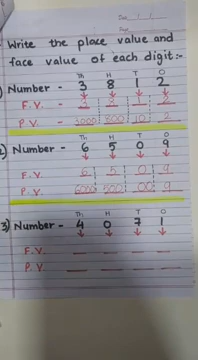 Write the place value and
face value of each digit:-
Th H T O
Number - 3 8 1 2
F.V. - 3 8 1 2
P.V. - 3000 800 10 2
Th H T O
2) Number - 6 5 0 9
F.V. 6 5 0 9
P.V. 6000 500 00 9
Th H T O
3) Number - 4 0 7 1
F.V. - - - -
P.V. - - - -